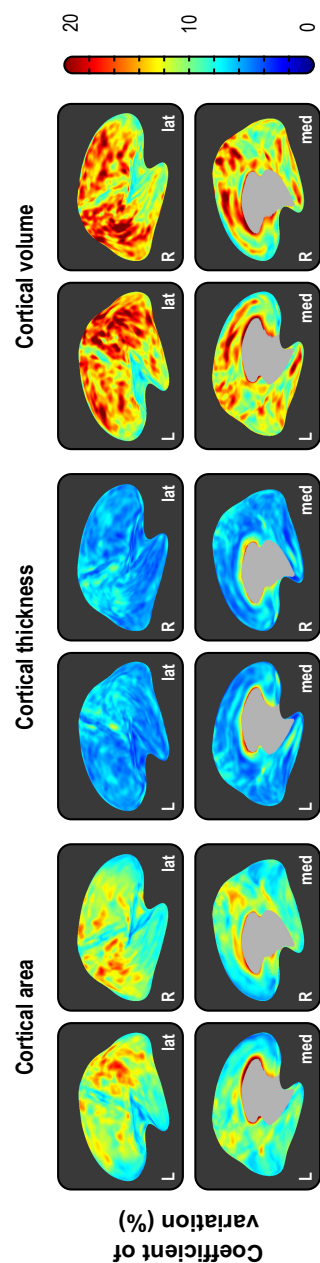 Coefficient of
variation (%)
Cortical area
Cortical thickness
Cortical volume
L
lat
R
lat
L
lat
R
lat
L
lat
R
lat
L
med
R
med
L
med
R
med
L
med
R
med
20
0